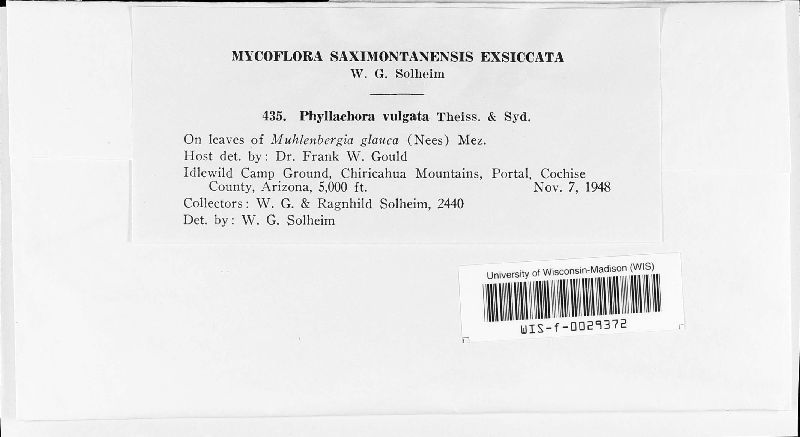 MYCOFLORA SAXIMONTANENSIS EXSICCATA
W. G. Solheim
435. Phyllachora vulgata Theiss. & Syd.
On leaves of Muhlenbergia glauca (Nees) Mez.
Host det. by: Dr. Frank W. Gould
Idlewild Camp Ground, Chiricahua Mountains, Portal, Cochise
County, Arizona, 5,000 ft. Nov. 7, 1948
Collectors: W. G. & Ragnhild Solheim, 2440
Det. by: W. G. Solheim
University of Wisconsin-Madison (WIS)
WIS-f-0029372